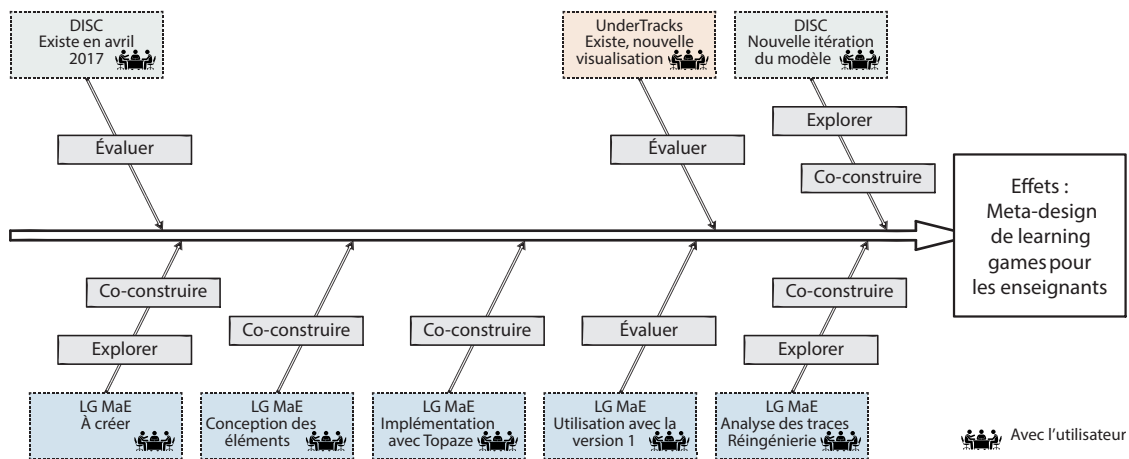 DISC
Existe en avril
2017
UnderTracks
Existe, nouvelle
visualisation
DISC
Nouvelle itération
du modèle
Évaluer
Évaluer
Explorer
Co-construire
Effets :
Meta-design
de learning
games pour
les enseignants
Co-construire
Explorer
Co-construire
Co-construire
Évaluer
Co-construire
Explorer
LG MaE
À créer
LG MaE
Conception des
éléments
LG MaE
Implémentation
avec Topaze
LG MaE
Utilisation avec la
version 1
LG MaE
Analyse des traces
Réingénierie
Avec l’utilisateur